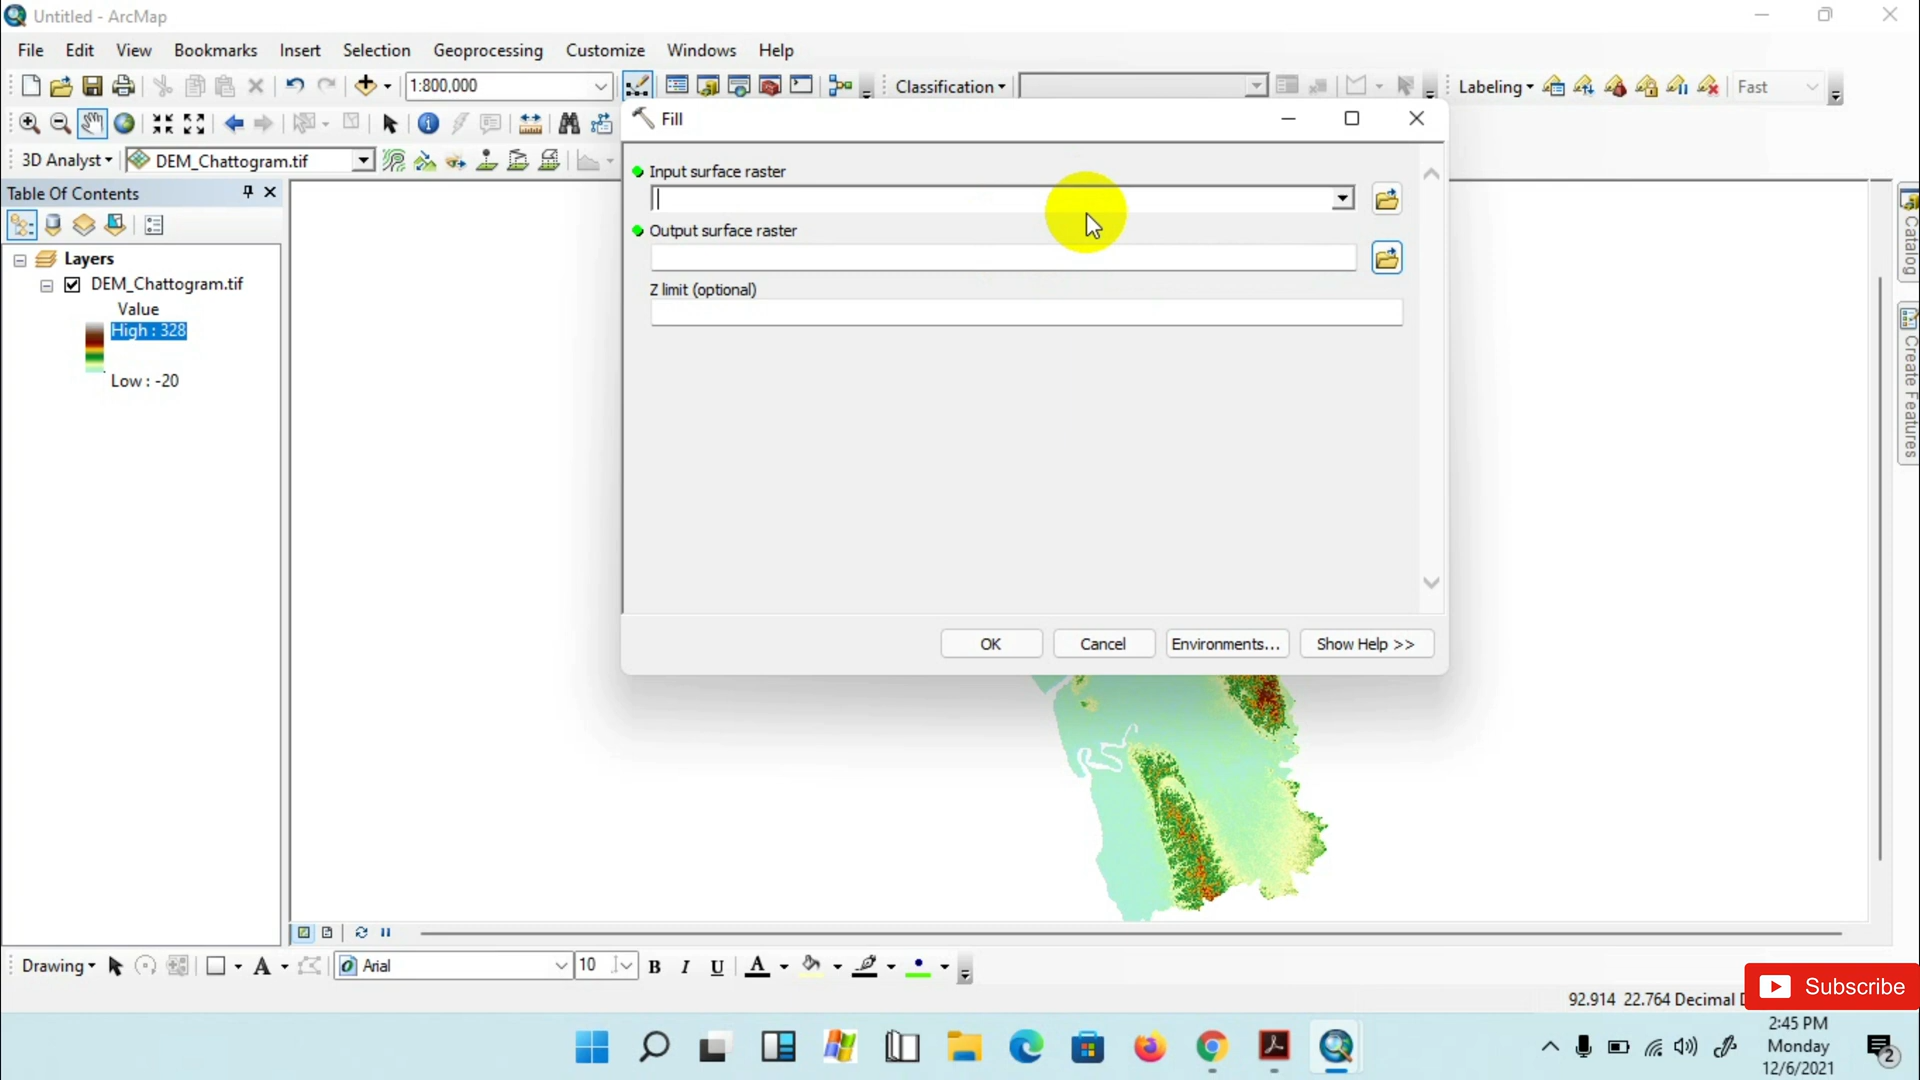 Untitled - ArcMap
File Edit View Bookmarks Insert Selection Geoprocessing Customize Windows Help
1:800,000 Classification Labeling Fast
Fill
3D Analyst DEM_Chattogram.tif
Input surface raster
Table Of Contents
Output surface raster
Layers
DEM_Chattogram.tif
Z limit (optional)
Value
High : 328
Low : -20
Catalog
Create Features
OK Cancel Environments... Show Help >>
Drawing A Arial 10 B I U A
Subscribe
92.914 22.764 Decimal
2:45 PM
Monday
12/6/2021
2